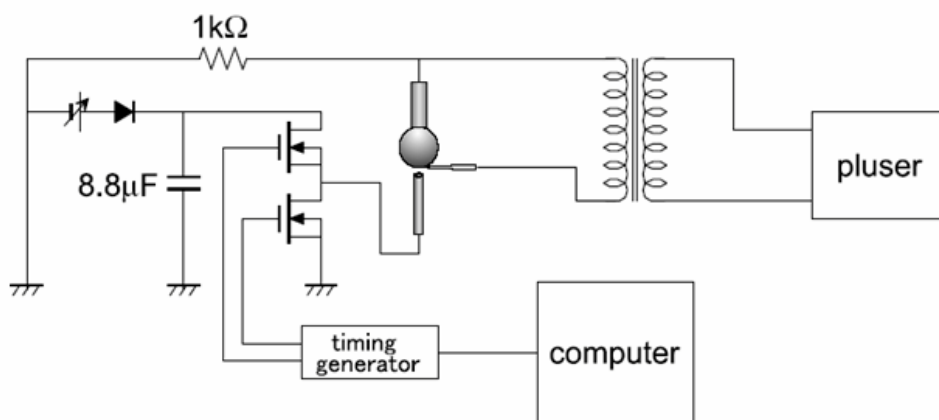 1kΩ
8.8μF
pluser
timing
generator
computer